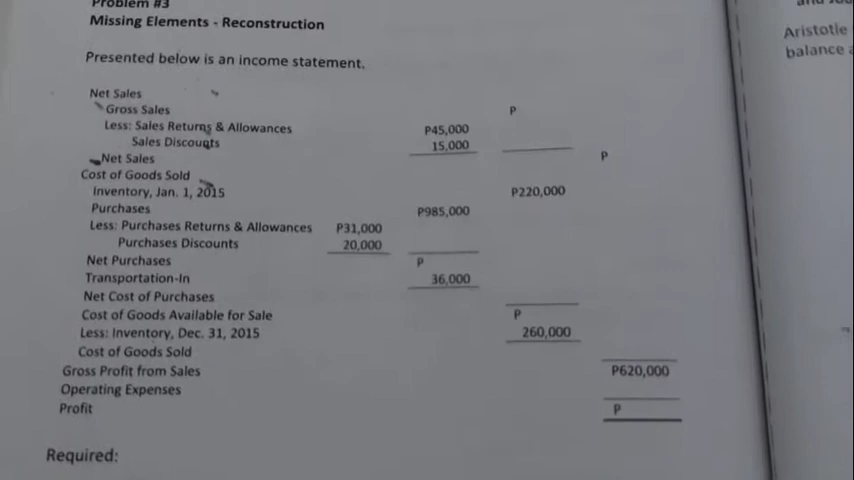 Problem #3
Missing Elements - Reconstruction
Presented below is an income statement.
Net Sales
Gross Sales P
Less: Sales Returns & Allowances P45,000
Sales Discounts 15,000
Net Sales P
Cost of Goods Sold
Inventory, Jan. 1, 2015 P220,000
Purchases P985,000
Less: Purchases Returns & Allowances P31,000
Purchases Discounts 20,000
Net Purchases P
Transportation-In 36,000
Net Cost of Purchases
Cost of Goods Available for Sale P
Less: Inventory, Dec. 31, 2015 260,000
Cost of Goods Sold
Gross Profit from Sales P620,000
Operating Expenses
Profit P
Required:
Aristotle
balance